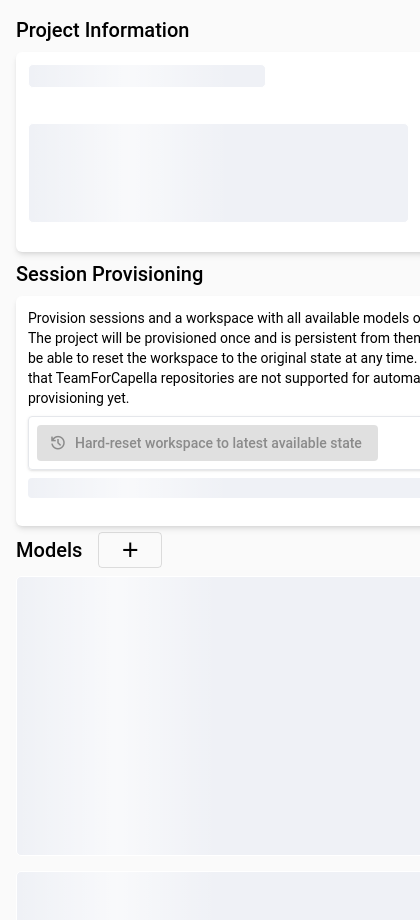 Project Information
Session Provisioning
Provision sessions and a workspace with all available models
The project will be provisioned once and is persistent from
be able to reset the workspace to the original state at any time.
that TeamForCapella repositories are not supported for
provisioning yet.
Hard-reset workspace to latest available state
Models
+